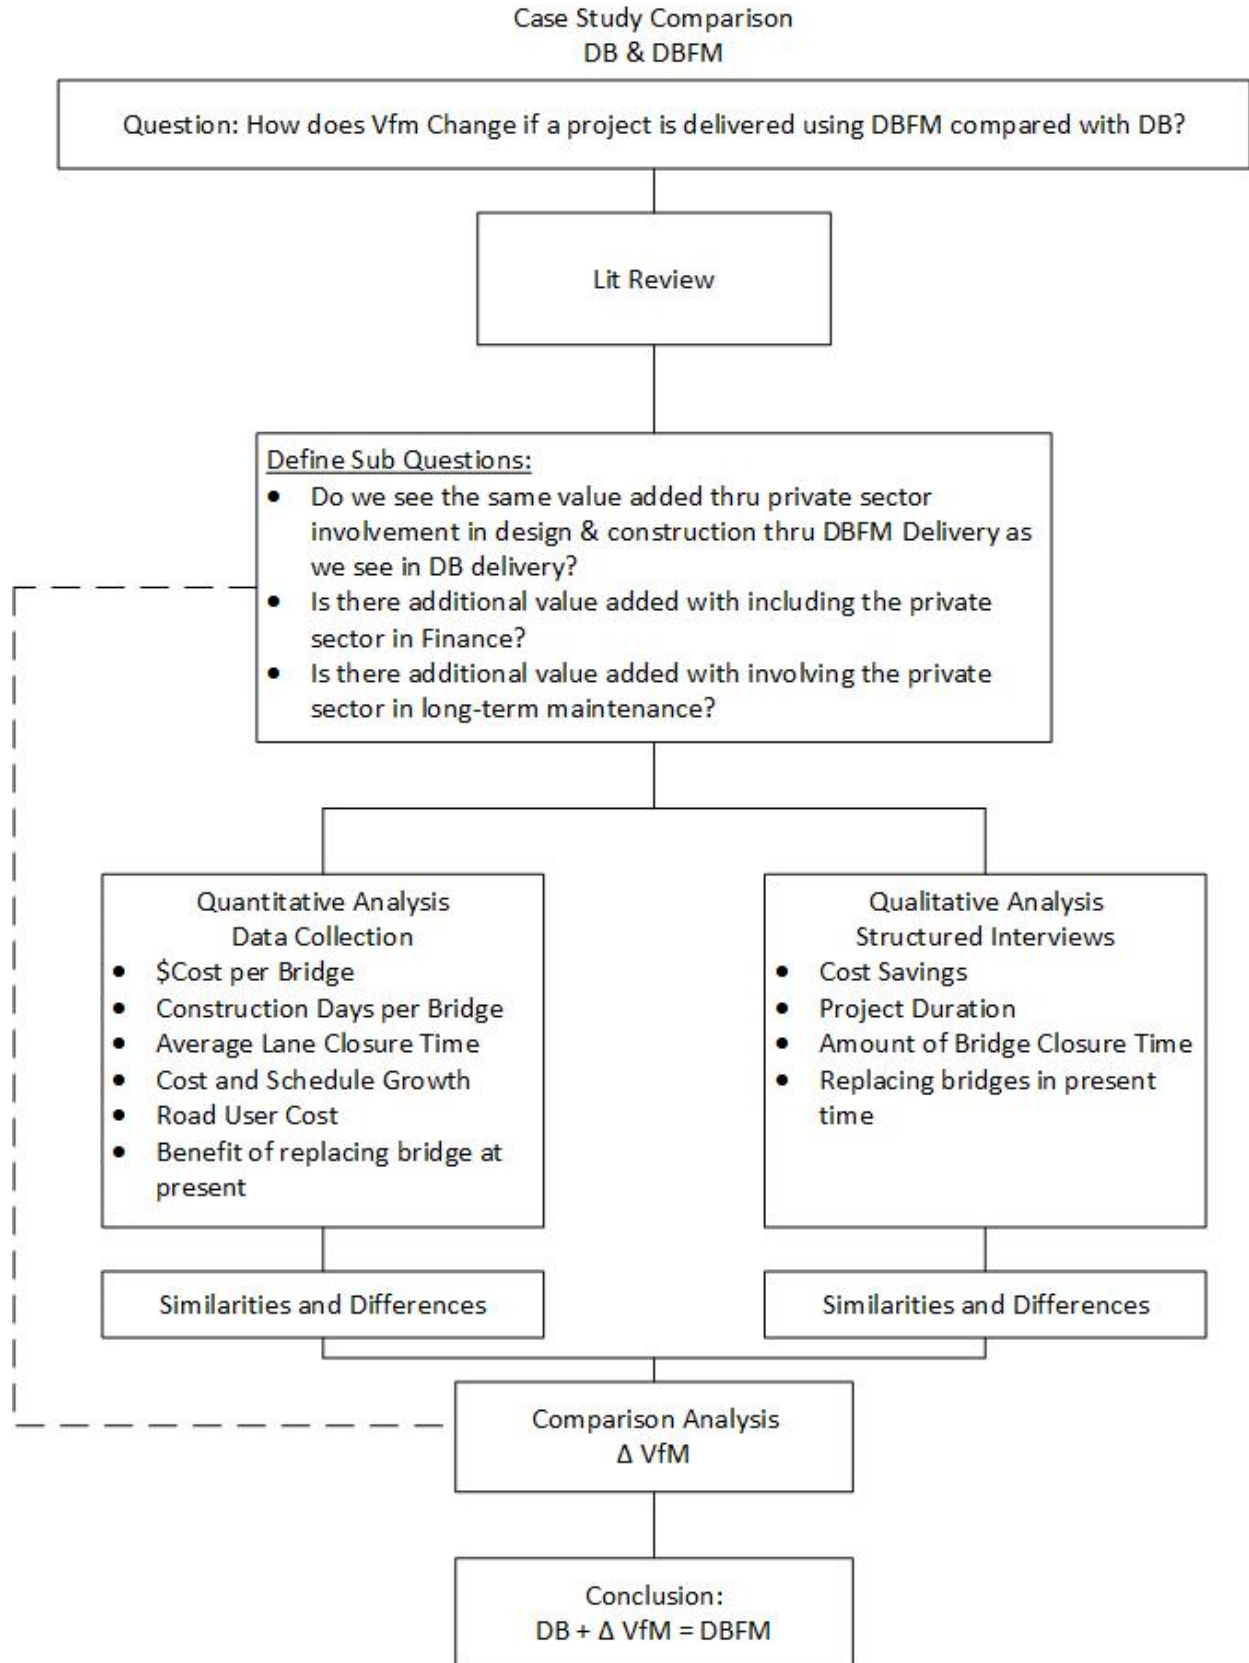 Case Study Comparison
DB & DBFM
Question: How does Vfm Change if a project is delivered using DBFM compared with DB?
Lit Review
Define Sub Questions:
• Do we see the same value added thru private sector
involvement in design & construction thru DBFM Delivery as
we see in DB delivery?
• Is there additional value added with including the private
sector in Finance?
• Is there additional value added with involving the private
sector in long-term maintenance?
Quantitative Analysis
Data Collection
• $Cost per Bridge
• Construction Days per Bridge
• Average Lane Closure Time
• Cost and Schedule Growth
• Road User Cost
• Benefit of replacing bridge at
present
Qualitative Analysis
Structured Interviews
• Cost Savings
• Project Duration
• Amount of Bridge Closure Time
• Replacing bridges in present
time
Similarities and Differences
Similarities and Differences
Comparison Analysis
Δ VfM
Conclusion:
DB + Δ VfM = DBFM